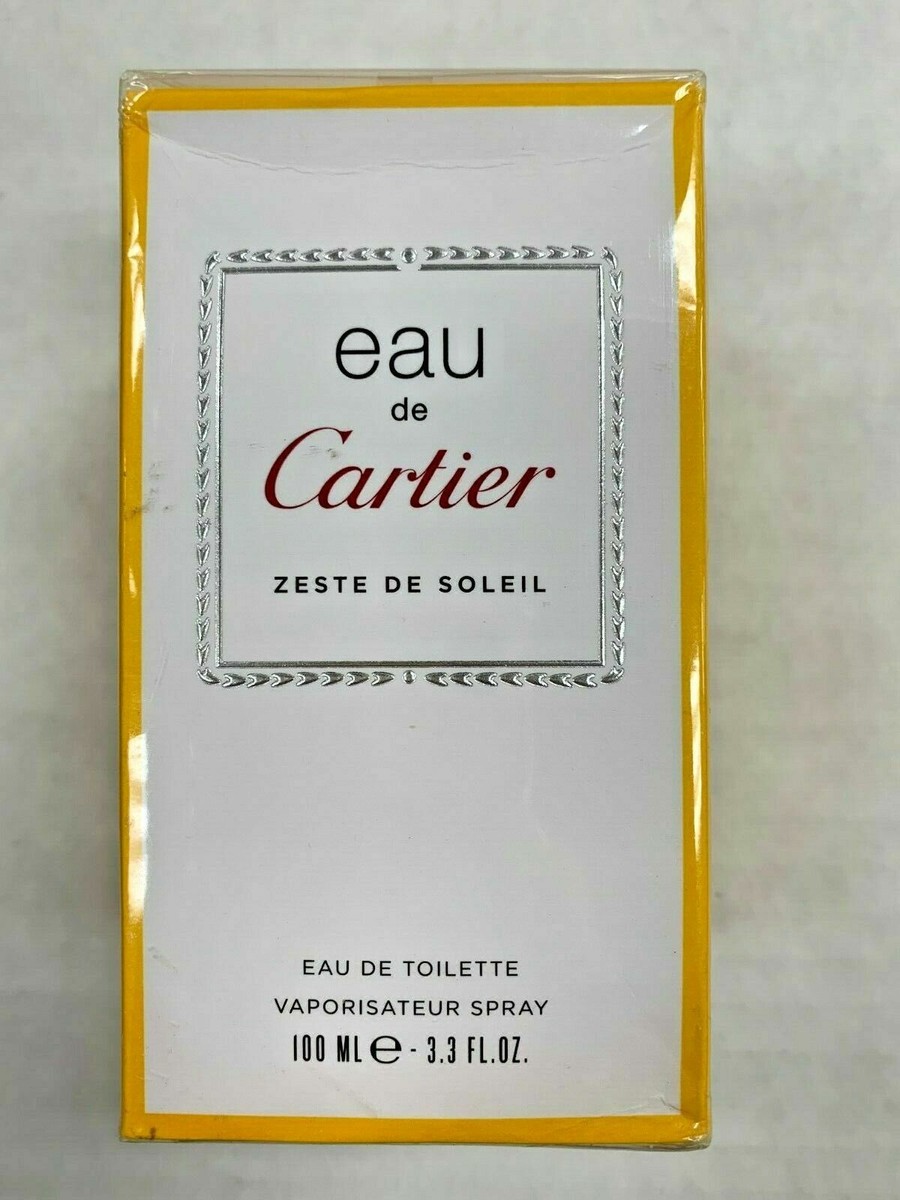 eau
de
Cartier
ZESTE DE SOLEIL
EAU DE TOILETTE
VAPORISATEUR SPRAY
100 ML ℮ - 3.3 FL.OZ.